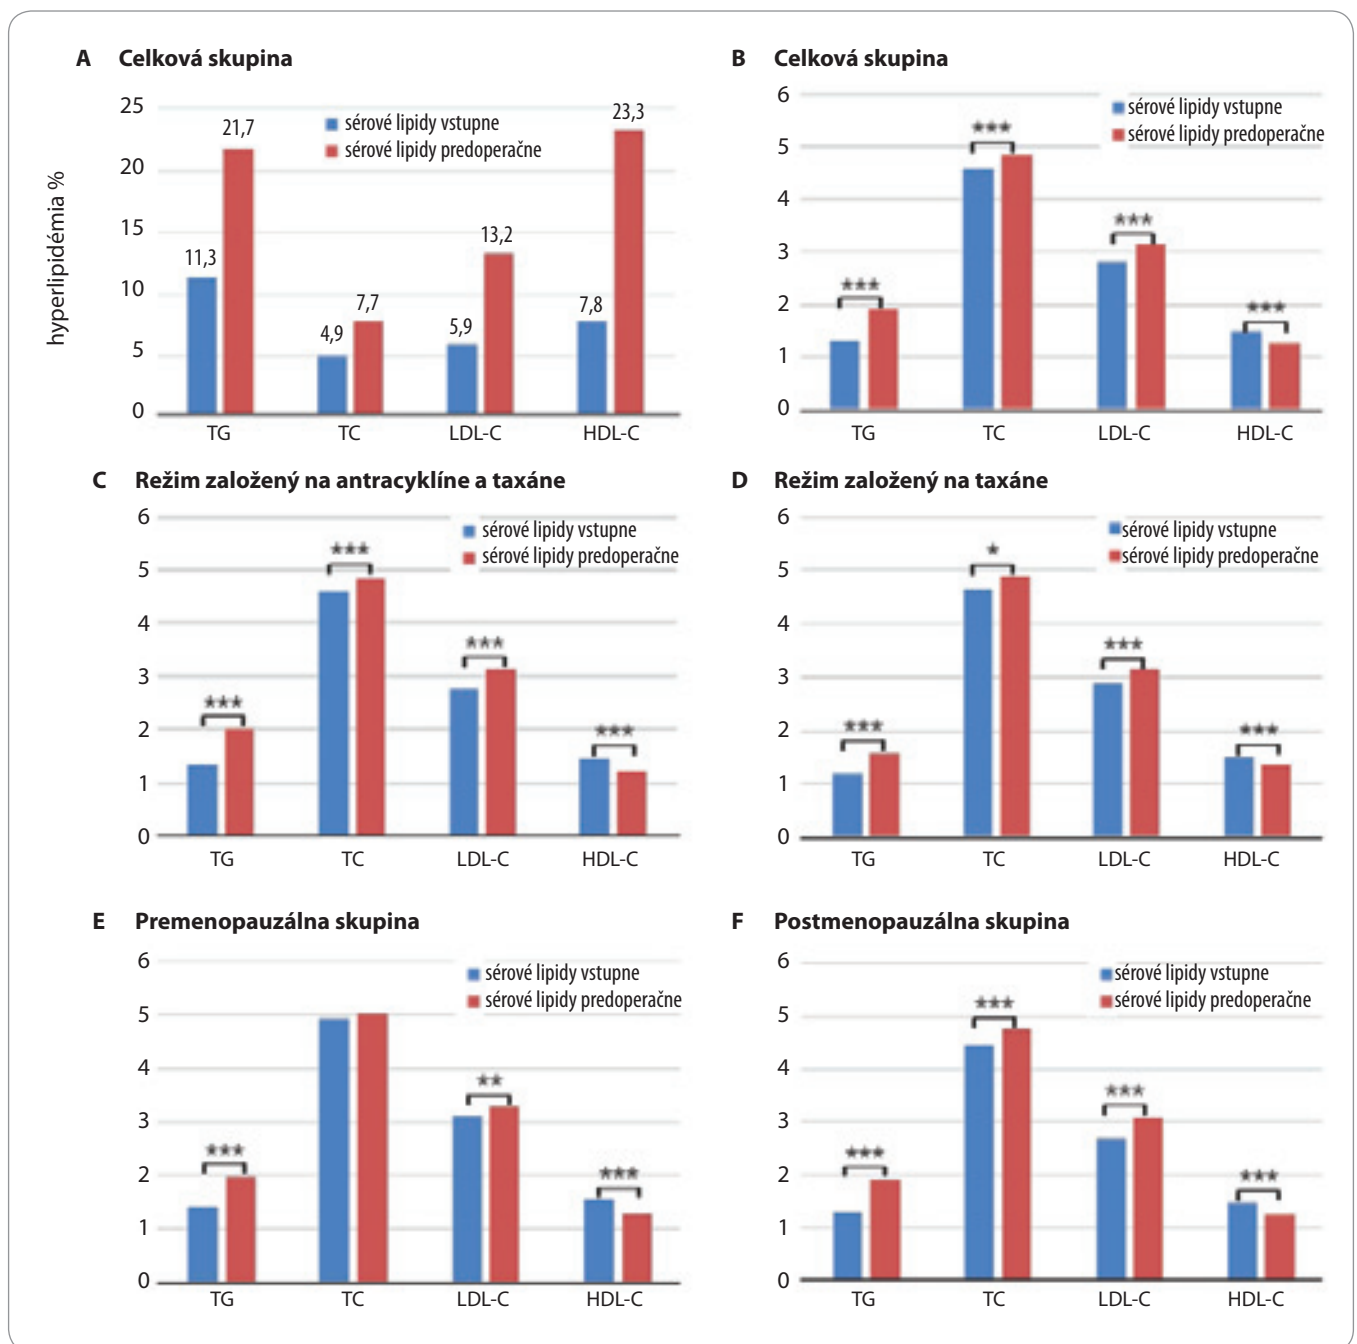 A Celková skupina
hyperlipidémia %
25
20
15
10
5
0
sérové lipidy vstupne
sérové lipidy predoperačne
11,3
21,7
4,9
7,7
5,9
13,2
7,8
23,3
TG TC LDL-C HDL-C
B Celková skupina
6
5
4
3
2
1
0
sérové lipidy vstupne
sérové lipidy predoperačne
***
***
***
***
TG TC LDL-C HDL-C
C Režim založený na antracyklíne a taxáne
6
5
4
3
2
1
0
sérové lipidy vstupne
sérové lipidy predoperačne
***
***
***
***
TG TC LDL-C HDL-C
D Režim založený na taxáne
6
5
4
3
2
1
0
sérové lipidy vstupne
sérové lipidy predoperačne
***
*
***
***
TG TC LDL-C HDL-C
E Premenopauzálna skupina
6
5
4
3
2
1
0
sérové lipidy vstupne
sérové lipidy predoperačne
***
**
***
TG TC LDL-C HDL-C
F Postmenopauzálna skupina
6
5
4
3
2
1
0
sérové lipidy vstupne
sérové lipidy predoperačne
***
***
***
***
TG TC LDL-C HDL-C